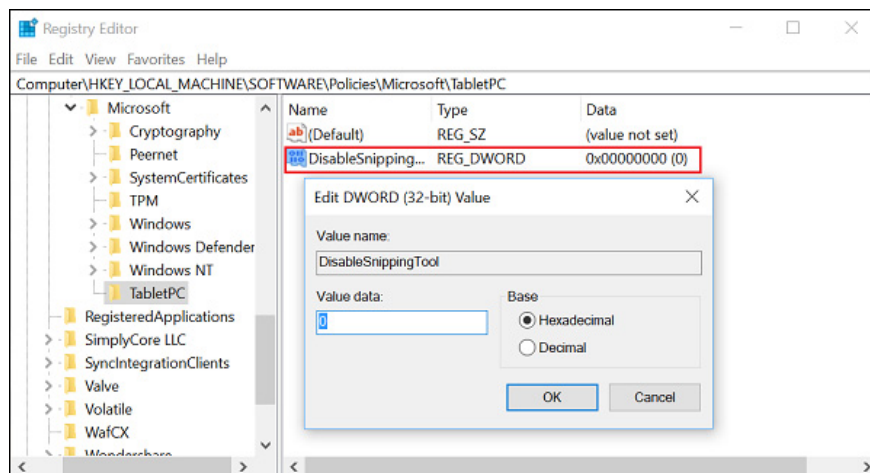 Registry Editor
File Edit View Favorites Help
Computer\HKEY_LOCAL_MACHINE\SOFTWARE\Policies\Microsoft\TabletPC
Microsoft
Cryptography
Peernet
SystemCertificates
TPM
Windows
Windows Defender
Windows NT
TabletPC
RegisteredApplications
SimplyCore LLC
SyncIntegrationClients
Valve
Volatile
WafCX
Wondershare
Name Type Data
ab (Default) REG_SZ (value not set)
DisableSnipping... REG_DWORD 0x00000000 (0)
Edit DWORD (32-bit) Value
Value name:
DisableSnippingTool
Value data:
0
Base
Hexadecimal
Decimal
OK Cancel